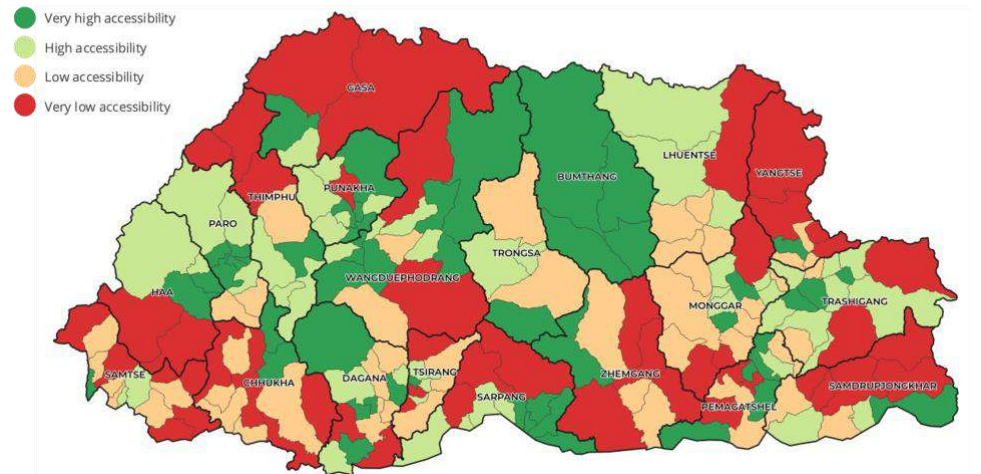 Very high accessibility
High accessibility
Low accessibility
Very low accessibility
GASA
LHUENTSE
YANGTSE
BUMTHANG
PUNAKHA
THIMPHU
PARO
TRONGSA
WANGDUEPHODRANG
HAA
MONGGAR
TRASHIGANG
SAMTSE
CHHUKHA
DAGANA
TSIRANG
ZHEMGANG
SARPANG
SAMDRUPJONGKHAR
PEMAGATSHEL